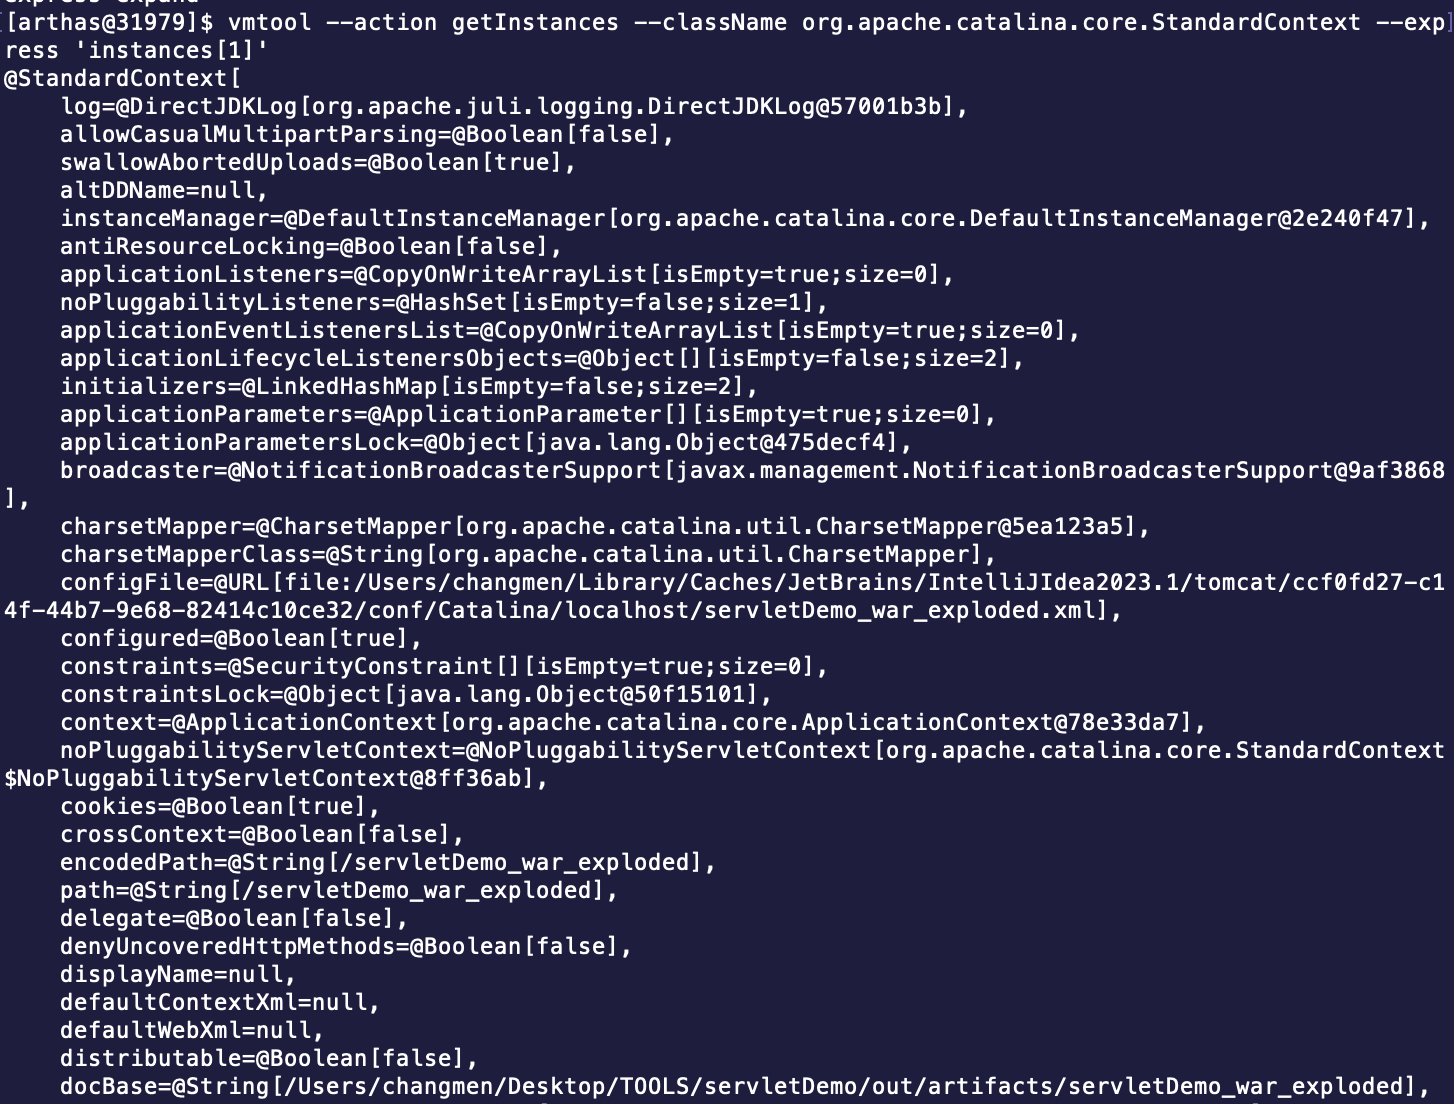 [arthas@31979]$ vmtool --action getInstances --className org.apache.catalina.core.StandardContext --exp
ress 'instances[1]'
@StandardContext[
log=@DirectJDKLog[org.apache.juli.logging.DirectJDKLog@57001b3b],
allowCasualMultipartParsing=@Boolean[false],
swallowAbortedUploads=@Boolean[true],
altDDName=null,
instanceManager=@DefaultInstanceManager[org.apache.catalina.core.DefaultInstanceManager@2e240f47],
antiResourceLocking=@Boolean[false],
applicationListeners=@CopyOnWriteArrayList[isEmpty=true;size=0],
noPluggabilityListeners=@HashSet[isEmpty=false;size=1],
applicationEventListenersList=@CopyOnWriteArrayList[isEmpty=true;size=0],
applicationLifecycleListenersObjects=@Object[][isEmpty=false;size=2],
initializers=@LinkedHashMap[isEmpty=false;size=2],
applicationParameters=@ApplicationParameter[][isEmpty=true;size=0],
applicationParametersLock=@Object[java.lang.Object@475decf4],
broadcaster=@NotificationBroadcasterSupport[javax.management.NotificationBroadcasterSupport@9af3868
],
charsetMapper=@CharsetMapper[org.apache.catalina.util.CharsetMapper@5ea123a5],
charsetMapperClass=@String[org.apache.catalina.util.CharsetMapper],
configFile=@URL[file:/Users/changmen/Library/Caches/JetBrains/IntelliJIdea2023.1/tomcat/ccf0fd27-c1
4f-44b7-9e68-82414c10ce32/conf/Catalina/localhost/servletDemo_war_exploded.xml],
configured=@Boolean[true],
constraints=@SecurityConstraint[][isEmpty=true;size=0],
constraintsLock=@Object[java.lang.Object@50f15101],
context=@ApplicationContext[org.apache.catalina.core.ApplicationContext@78e33da7],
noPluggabilityServletContext=@NoPluggabilityServletContext[org.apache.catalina.core.StandardContext
$NoPluggabilityServletContext@8ff36ab],
cookies=@Boolean[true],
crossContext=@Boolean[false],
encodedPath=@String[/servletDemo_war_exploded],
path=@String[/servletDemo_war_exploded],
delegate=@Boolean[false],
denyUncoveredHttpMethods=@Boolean[false],
displayName=null,
defaultContextXml=null,
defaultWebXml=null,
distributable=@Boolean[false],
docBase=@String[/Users/changmen/Desktop/TOOLS/servletDemo/out/artifacts/servletDemo_war_exploded],